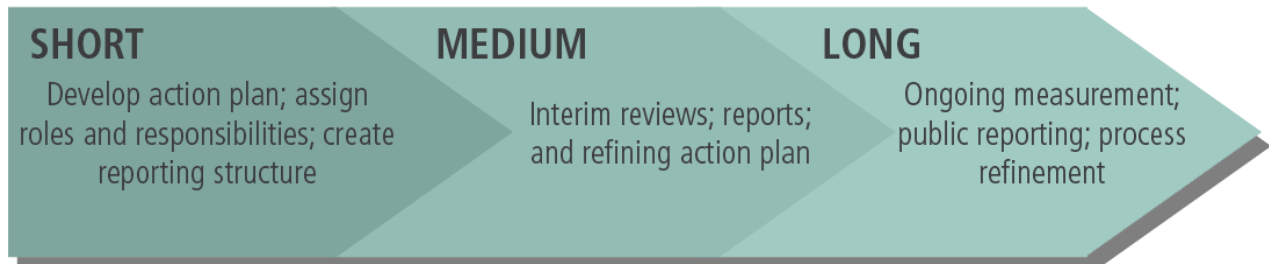 SHORT
Develop action plan; assign
roles and responsibilities; create
reporting structure
MEDIUM
Interim reviews; reports;
and refining action plan
LONG
Ongoing measurement;
public reporting; process
refinement